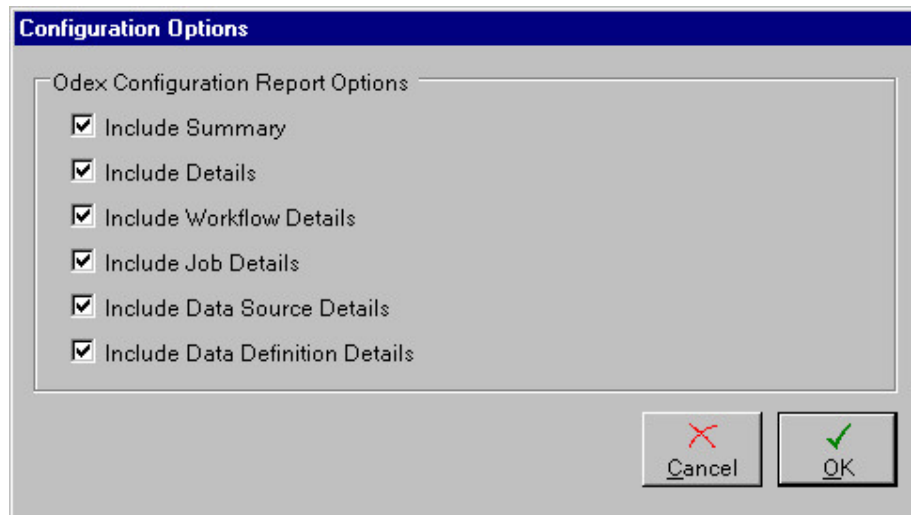 Configuration Options
Odex Configuration Report Options
Include Summary
Include Details
Include Workflow Details
Include Job Details
Include Data Source Details
Include Data Definition Details
Cancel
OK